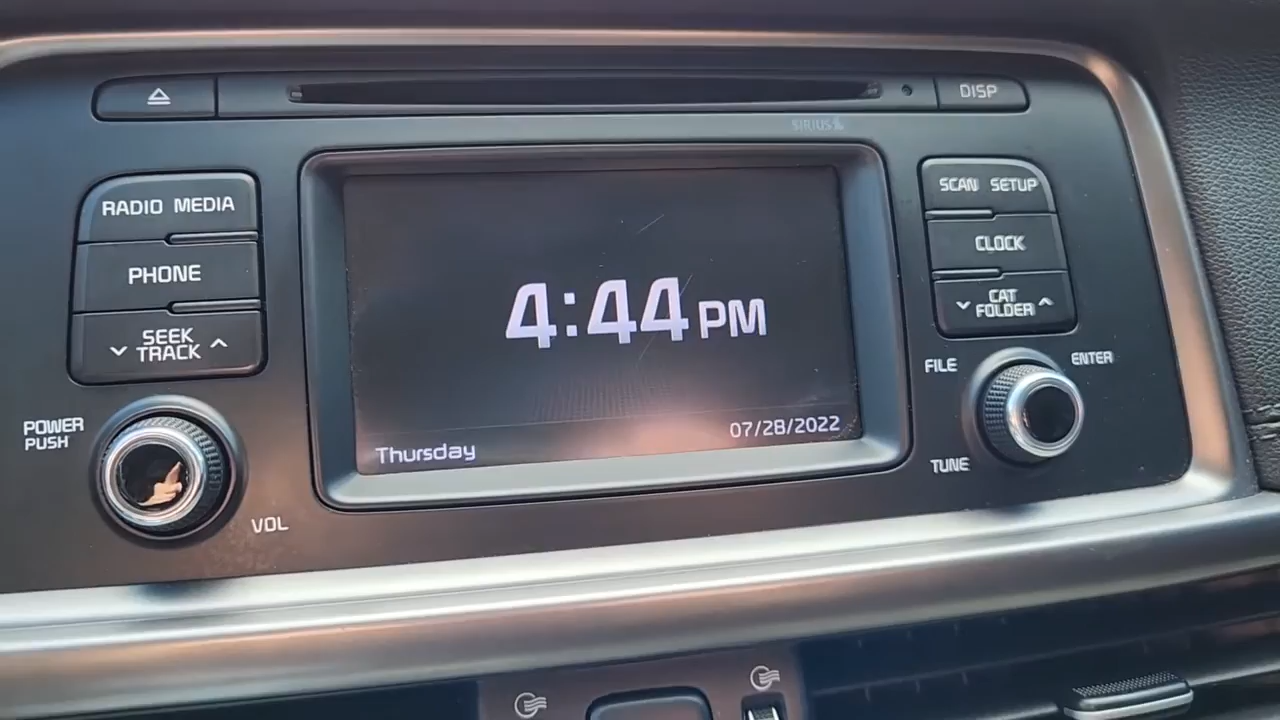 DISP
SIRIUS
RADIO MEDIA
PHONE
SEEK
TRACK
POWER
PUSH
VOL
4:44 PM
Thursday
07/28/2022
SCAN SETUP
CLOCK
CAT
FOLDER
FILE
ENTER
TUNE